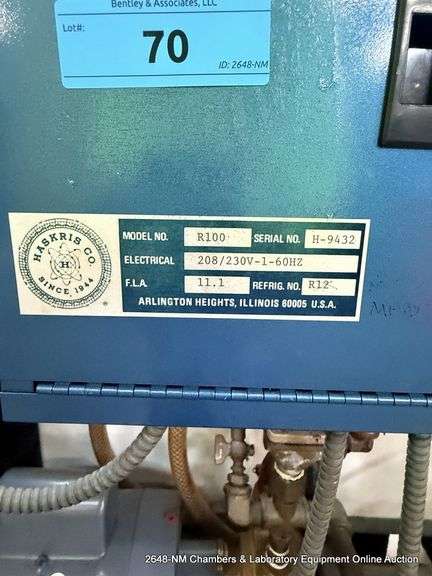 Bentley & Associates, LLC
Lot#:
70
ID: 2648-NM
HASKRIS CO.
H
SINCE 1944
MODEL NO. R100 SERIAL NO. H-9432
ELECTRICAL 208/230V-1-60HZ
F.L.A. 11.1 REFRIG. NO. R12
ARLINGTON HEIGHTS, ILLINOIS 60005 U.S.A.
2648-NM Chambers & Laboratory Equipment Online Auction